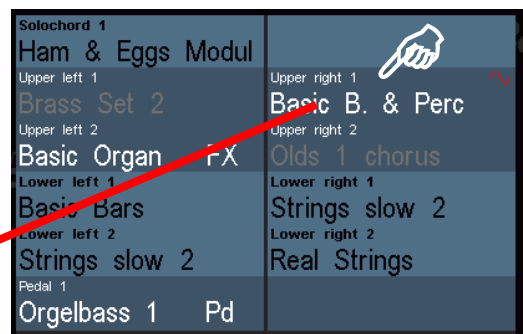 Solochord 1
Ham & Eggs Modul
Upper left 1
Brass Set 2
Upper right 1
Basic B. & Perc
Upper left 2
Basic Organ FX
Upper right 2
Olds 1 chorus
Lower left 1
Basic Bars
Lower right 1
Strings slow 2
Lower left 2
Strings slow 2
Lower right 2
Real Strings
Pedal 1
Orgelbass 1 Pd